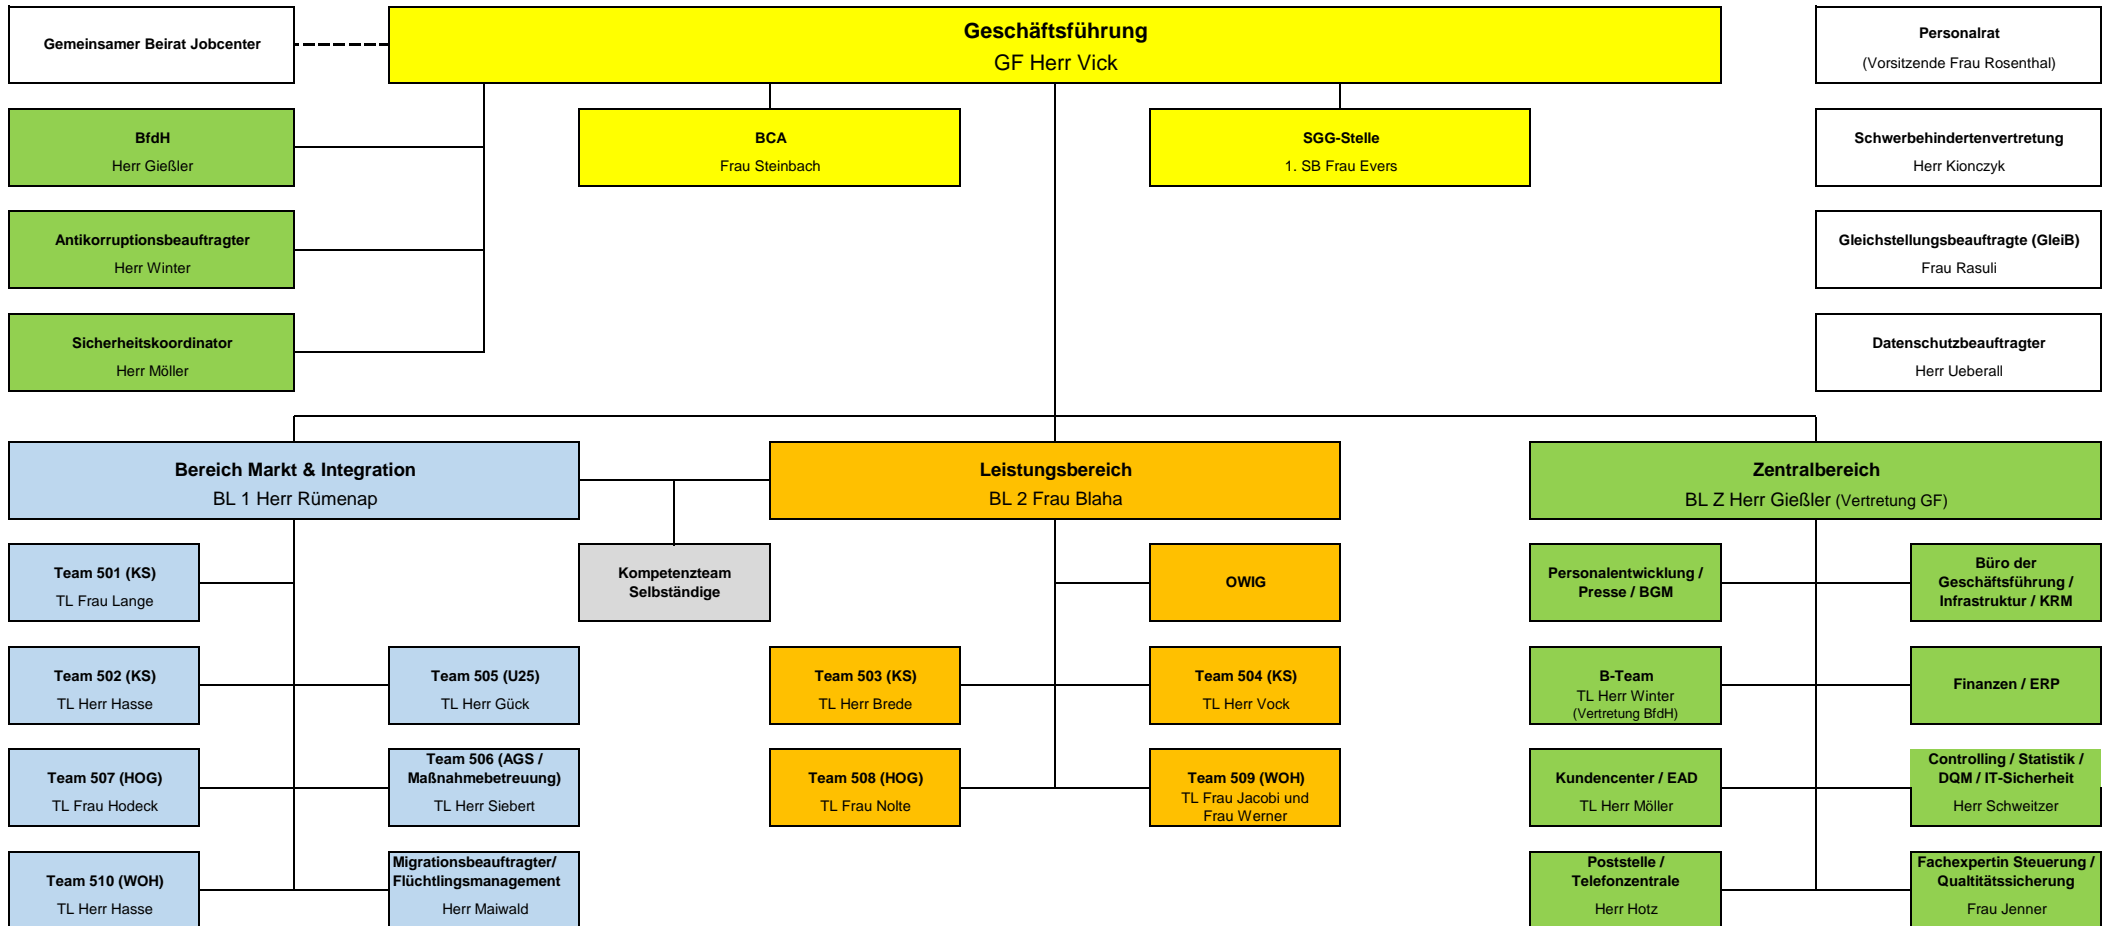 Gemeinsamer Beirat Jobcenter
Geschäftsführung
GF Herr Vick
Personalrat
(Vorsitzende Frau Rosenthal)
BfdH
Herr Gießler
BCA
Frau Steinbach
SGG-Stelle
1. SB Frau Evers
Schwerbehindertenvertretung
Herr Kionczyk
Antikorruptionsbeauftragter
Herr Winter
Gleichstellungsbeauftragte (GleiB)
Frau Rasuli
Sicherheitskoordinator
Herr Möller
Datenschutzbeauftragter
Herr Ueberall
Bereich Markt & Integration
BL 1 Herr Rümenap
Leistungsbereich
BL 2 Frau Blaha
Zentralbereich
BL Z Herr Gießler (Vertretung GF)
Team 501 (KS)
TL Frau Lange
Kompetenzteam
Selbständige
OWIG
Personalentwicklung /
Presse / BGM
Büro der
Geschäftsführung /
Infrastruktur / KRM
Team 502 (KS)
TL Herr Hasse
Team 505 (U25)
TL Herr Gück
Team 503 (KS)
TL Herr Brede
Team 504 (KS)
TL Herr Vock
B-Team
TL Herr Winter
(Vertretung BfdH)
Finanzen / ERP
Team 507 (HOG)
TL Frau Hodeck
Team 506 (AGS /
Maßnahmebetreuung)
TL Herr Siebert
Team 508 (HOG)
TL Frau Nolte
Team 509 (WOH)
TL Frau Jacobi und
Frau Werner
Kundencenter / EAD
TL Herr Möller
Controlling / Statistik /
DQM / IT-Sicherheit
Herr Schweitzer
Team 510 (WOH)
TL Herr Hasse
Migrationsbeauftragter/
Flüchtlingsmanagement
Herr Maiwald
Poststelle /
Telefonzentrale
Herr Hotz
Fachexpertin Steuerung /
Qualtitätssicherung
Frau Jenner